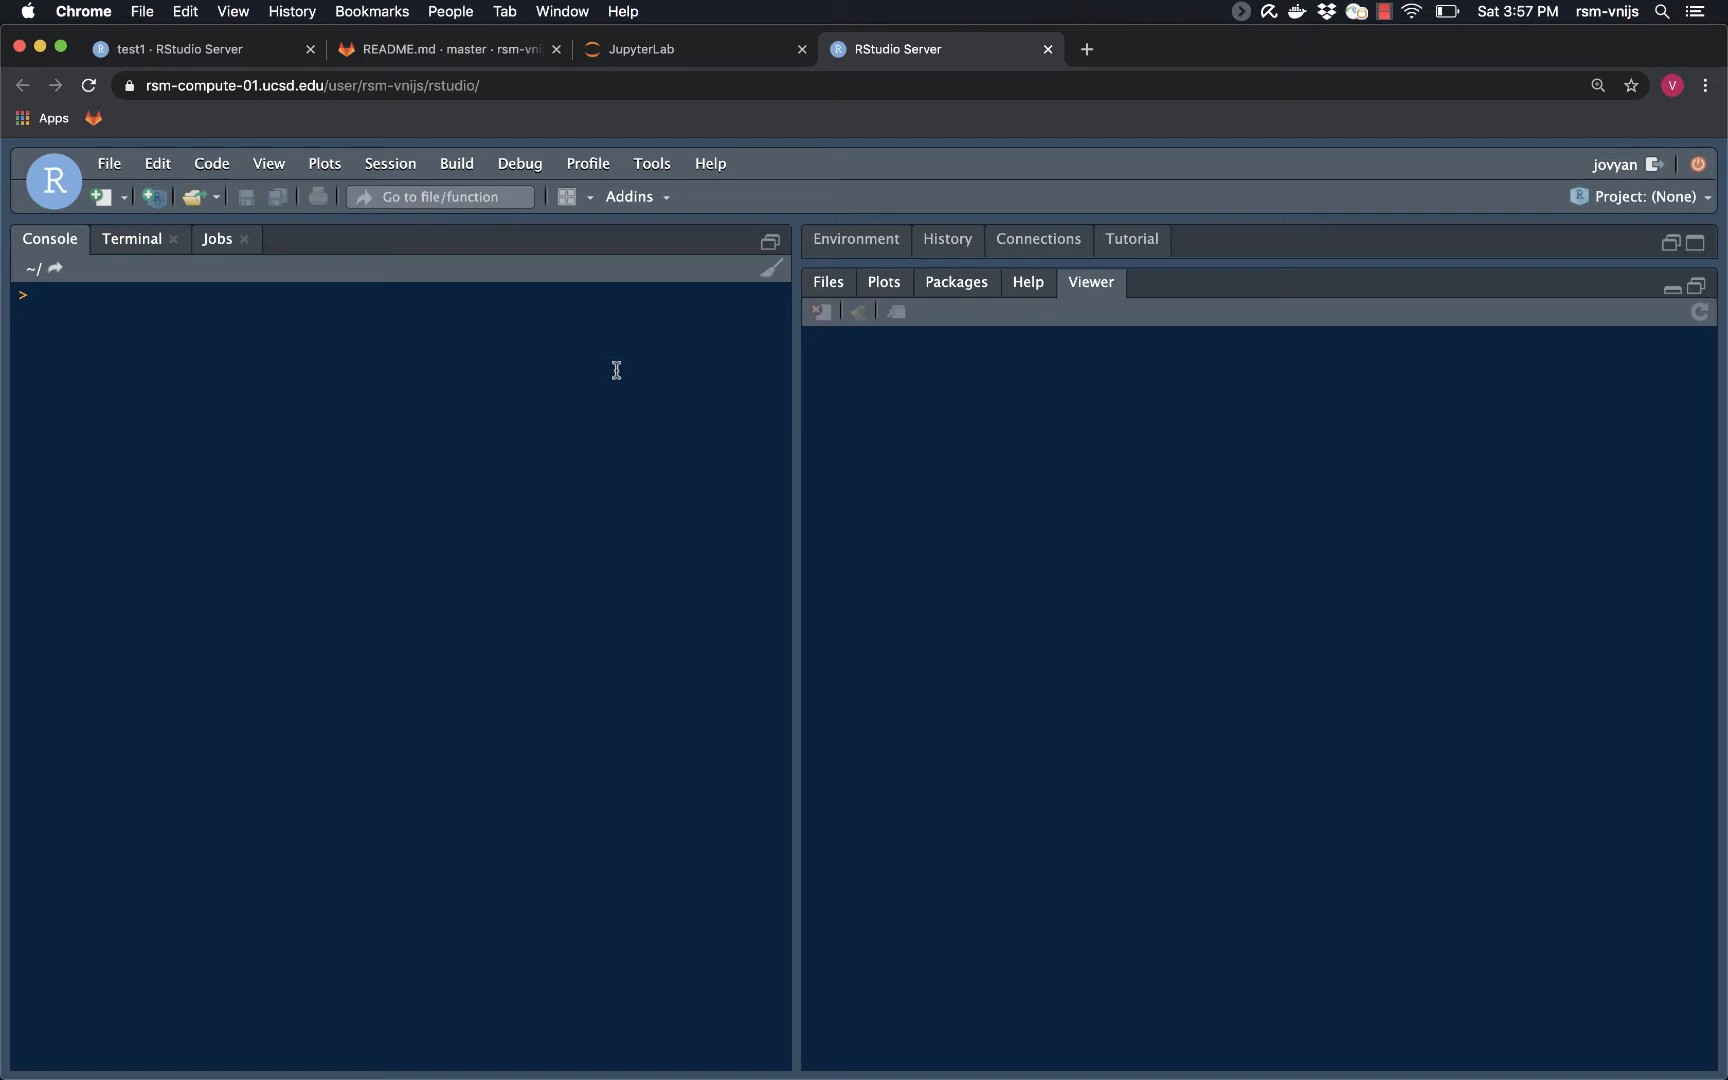 Chrome File Edit View History Bookmarks People Tab Window Help Sat 3:57 PM rsm-vnijs
test1 · RStudio Server README.md · master · rsm-vni JupyterLab RStudio Server
rsm-compute-01.ucsd.edu/user/rsm-vnijs/rstudio/ V
Apps
R File Edit Code View Plots Session Build Debug Profile Tools Help jovyan
Go to file/function Addins Project: (None)
Console Terminal Jobs Environment History Connections Tutorial
~/
Files Plots Packages Help Viewer
>